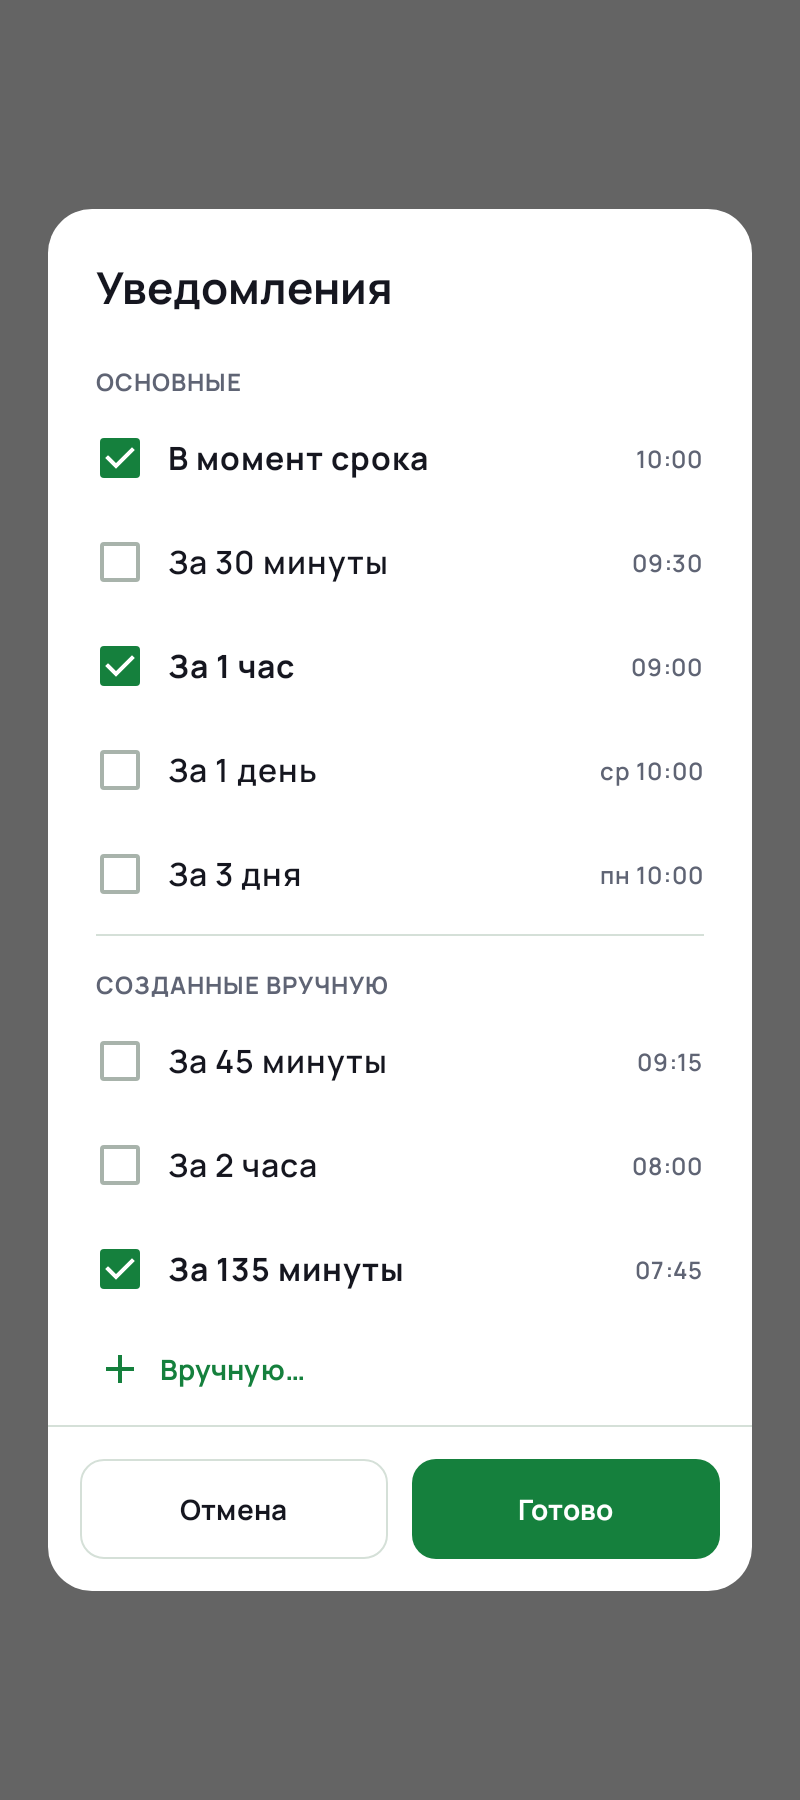 Уведомления
ОСНОВНЫЕ
В момент срока 10:00
За 30 минуты 09:30
За 1 час 09:00
За 1 день ср 10:00
За 3 дня пн 10:00
СОЗДАННЫЕ ВРУЧНУЮ
За 45 минуты 09:15
За 2 часа 08:00
За 135 минуты 07:45
Вручную…
Отмена Готово